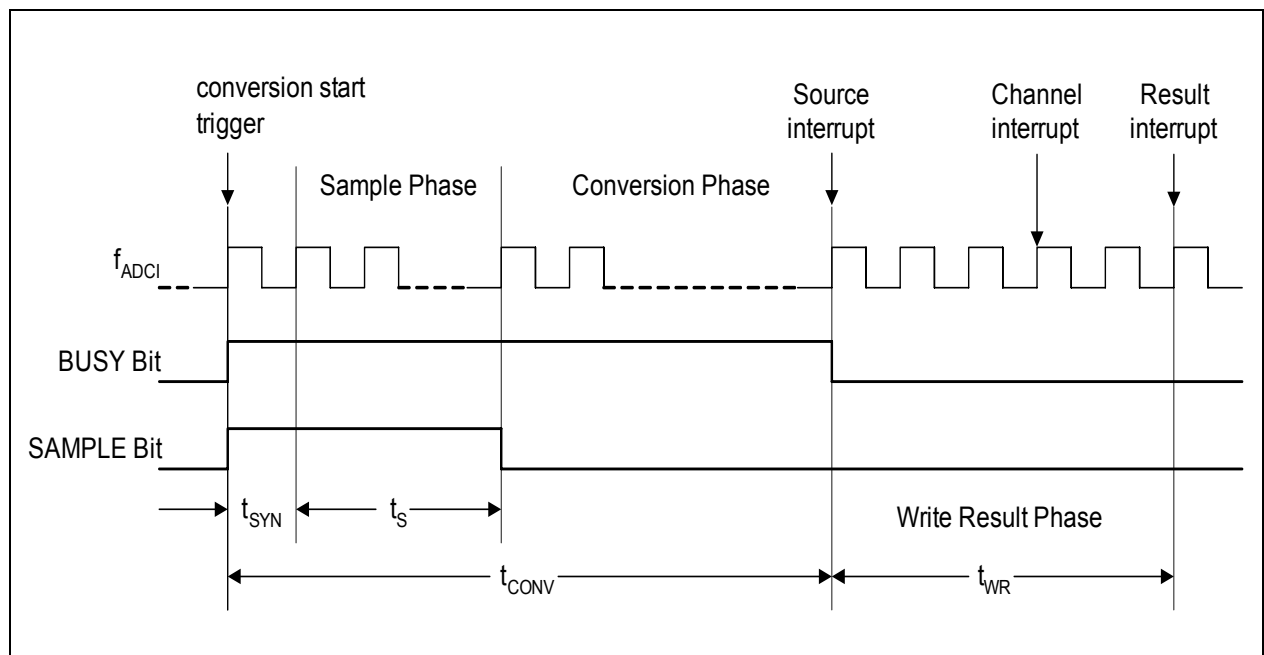 conversion start
trigger
Source
interrupt
Channel
interrupt
Result
interrupt
Sample Phase
Conversion Phase
fADCI
BUSY Bit
SAMPLE Bit
tSYN
tS
Write Result Phase
tCONV
tWR